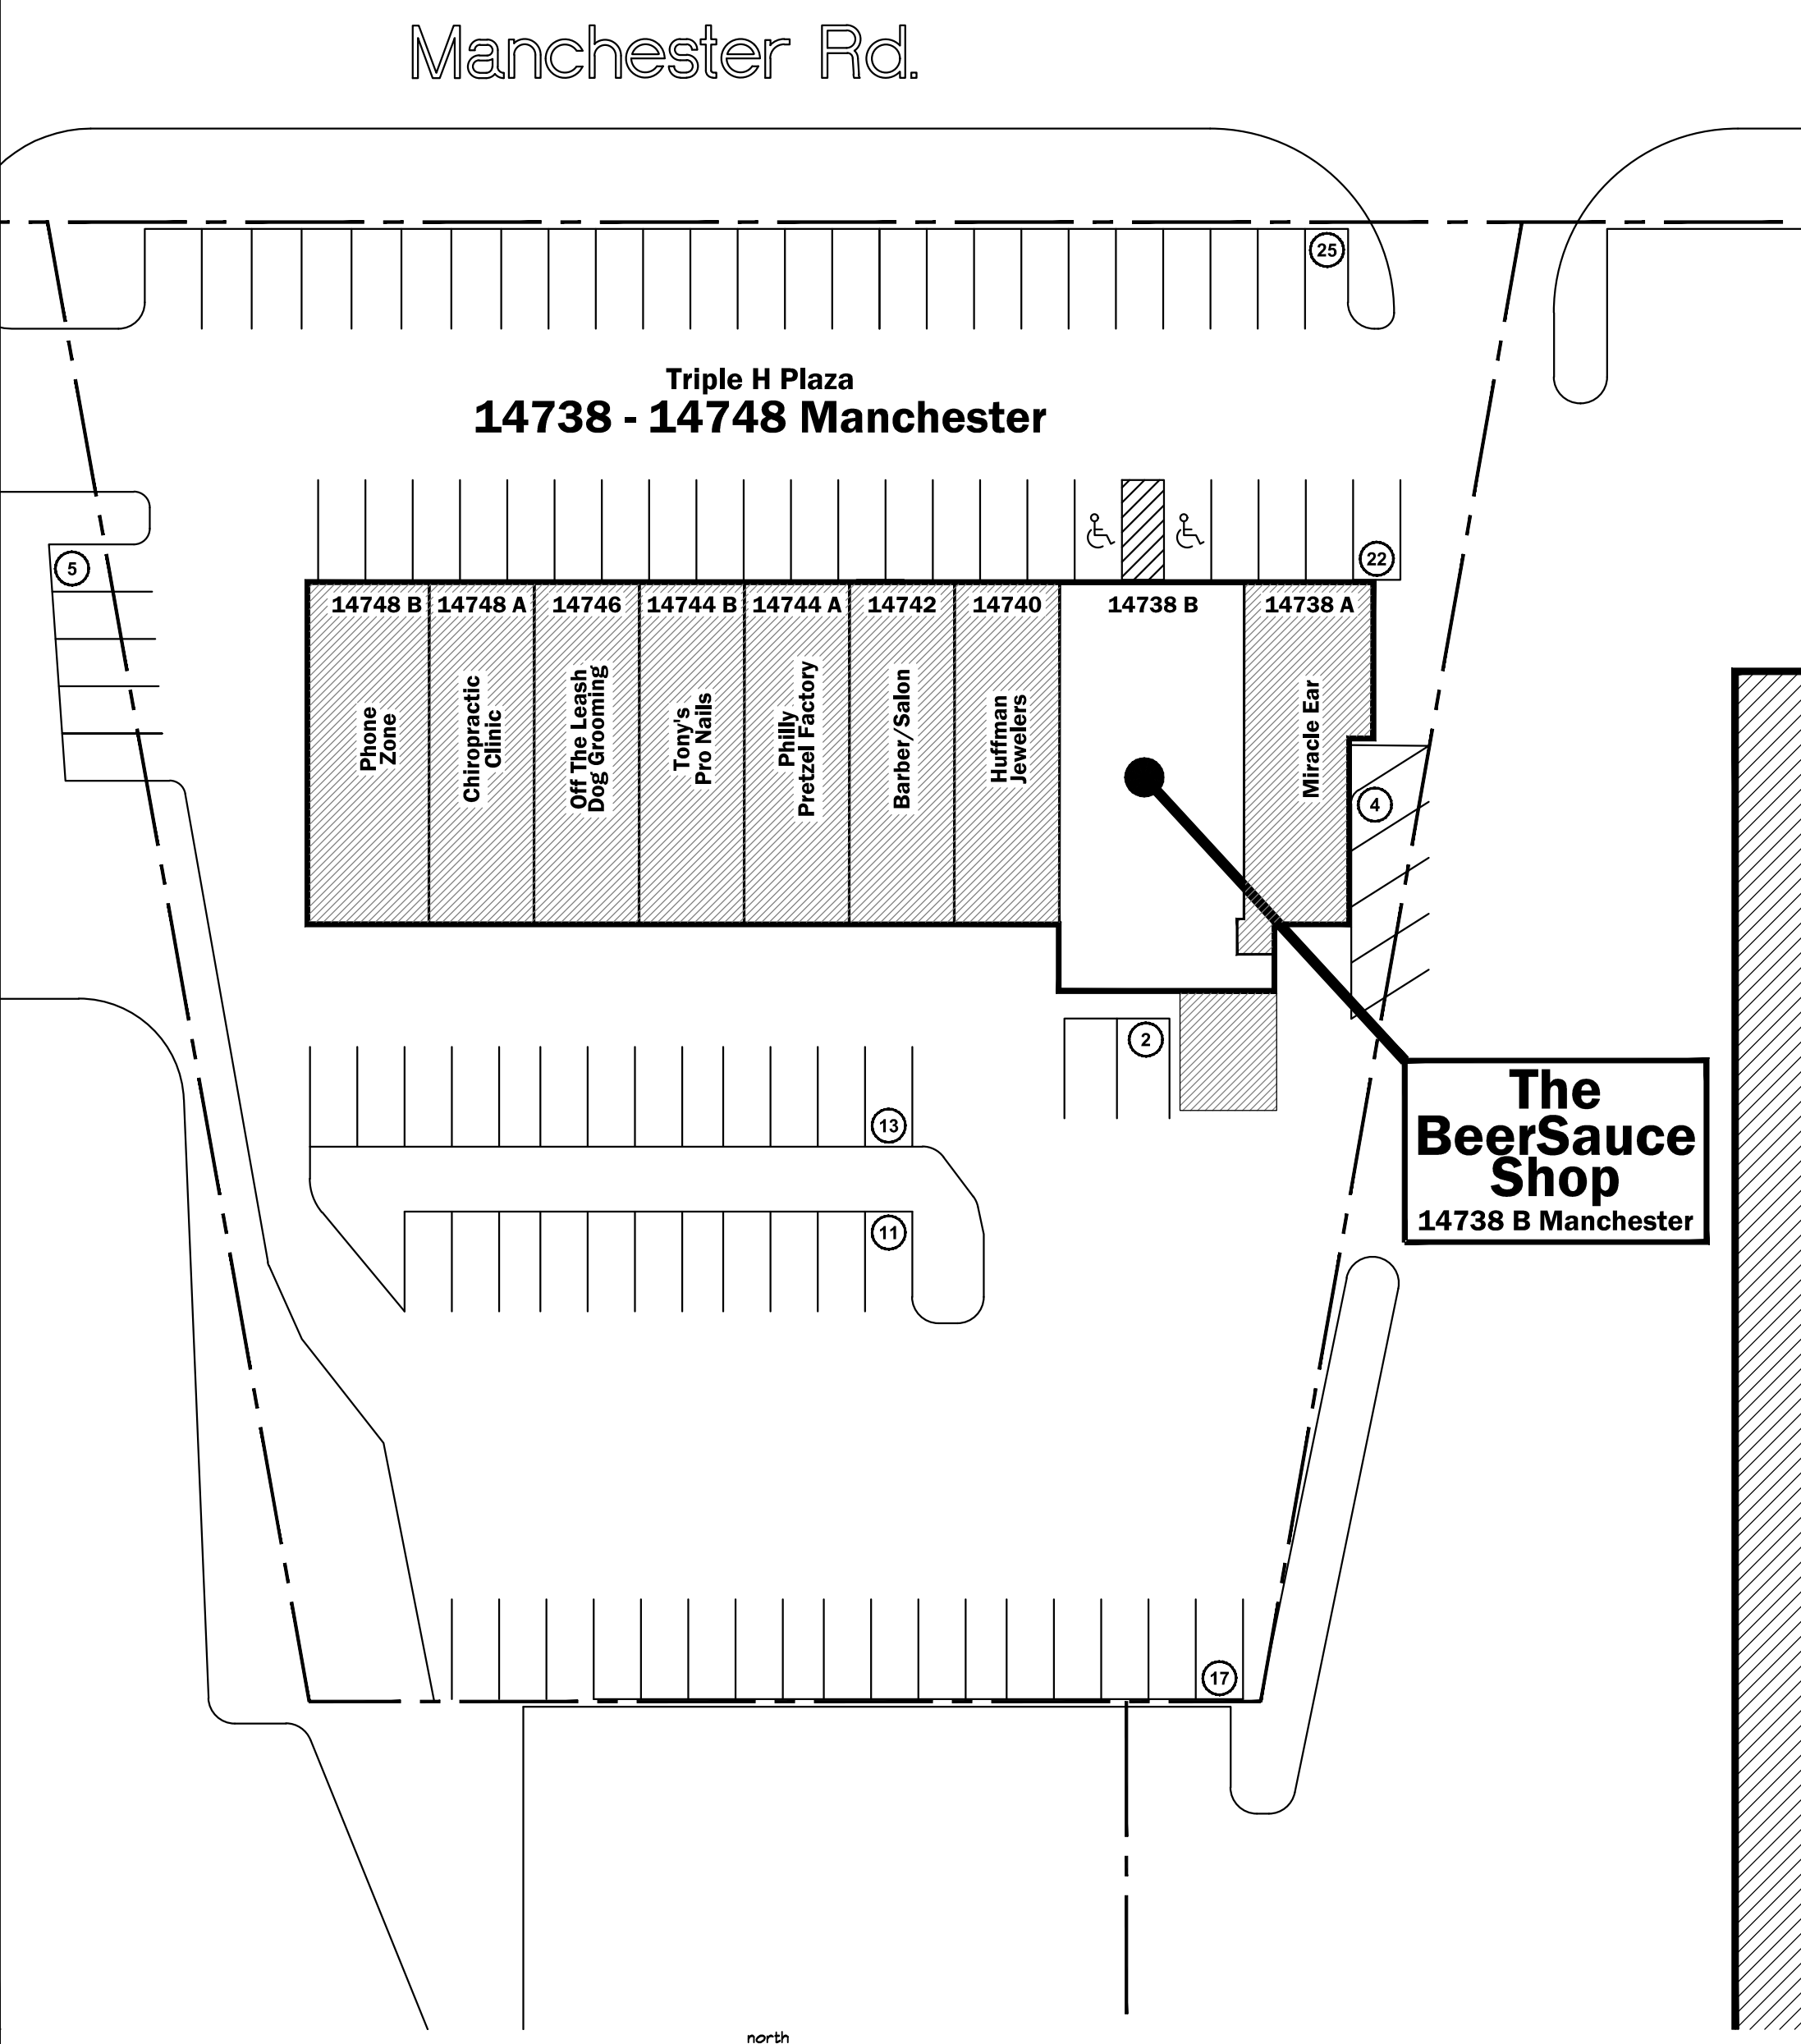 Manchester Rd.
25
Triple H Plaza
14738 - 14748 Manchester
5
22
14748 B
14748 A
14746
14744 B
14744 A
14742
14740
14738 B
14738 A
Phone
Zone
Chiropractic
Clinic
Off The Leash
Dog Grooming
Tony's
Pro Nails
Philly
Pretzel Factory
Barber/Salon
Huffman
Jewelers
Miracle Ear
4
2
13
11
The
BeerSauce
Shop
14738 B Manchester
17
north